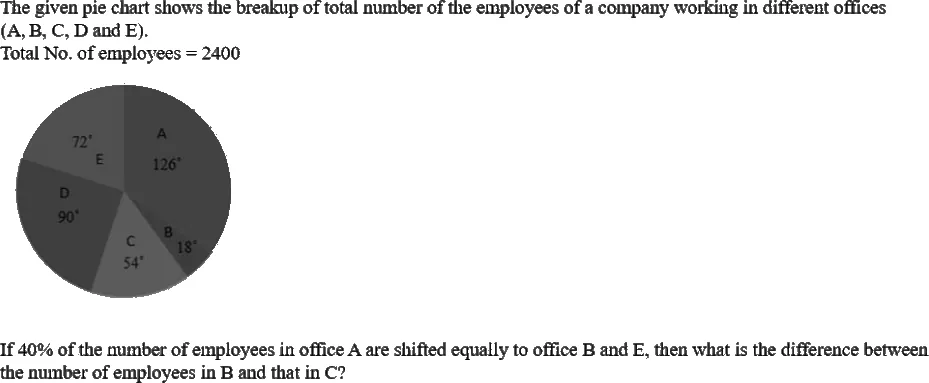 The given pie chart shows the breakup of total number of the employees of a company working in different offices
(A, B, C, D and E).
Total No. of employees = 2400
A
126°
72°
E
D
90°
B
18°
C
54°
If 40% of the number of employees in office A are shifted equally to office B and E, then what is the difference between
the number of employees in B and that in C?